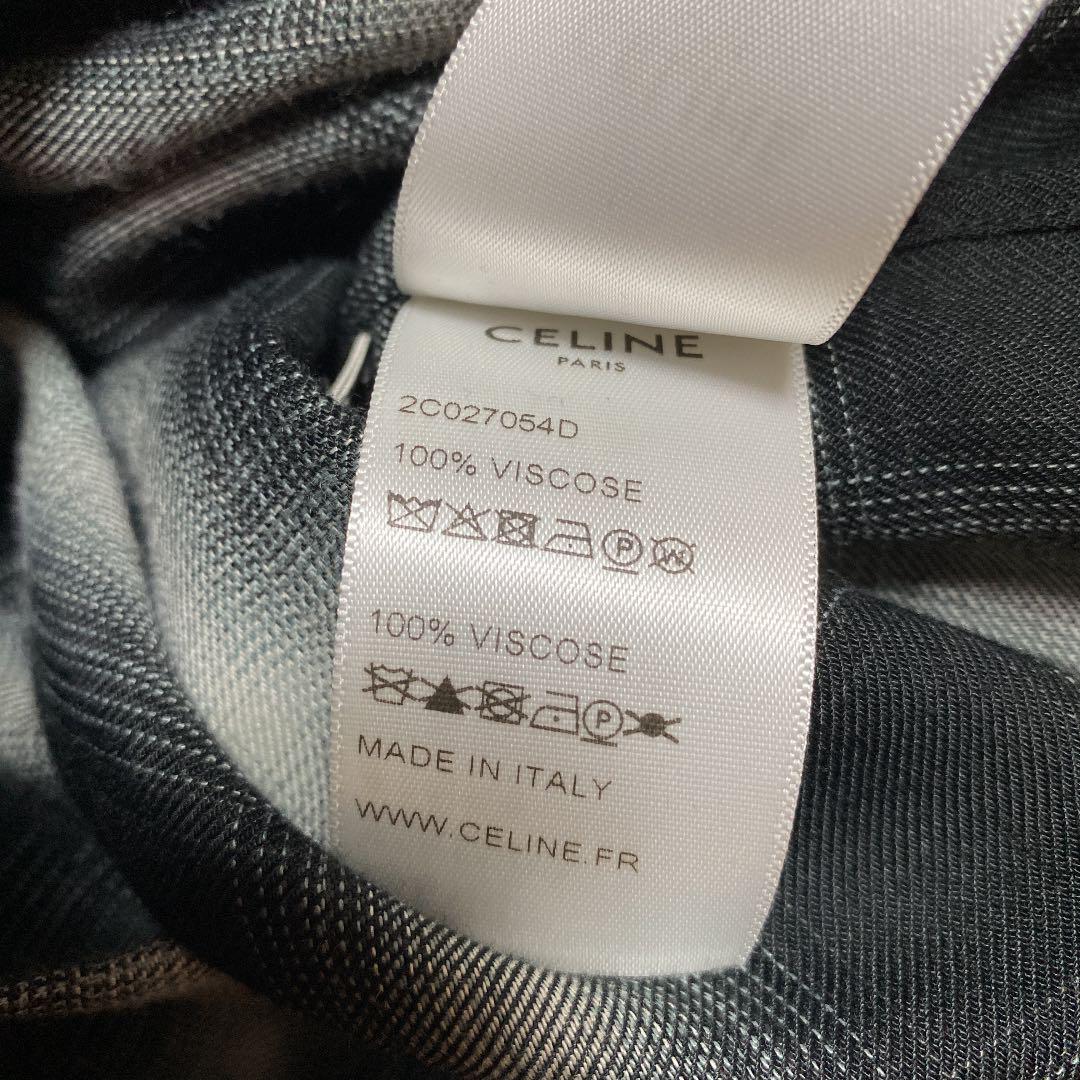 CELINE
PARIS
2C027054D
100% VISCOSE
P W
100% VISCOSE
P
MADE IN ITALY
WWW.CELINE.FR